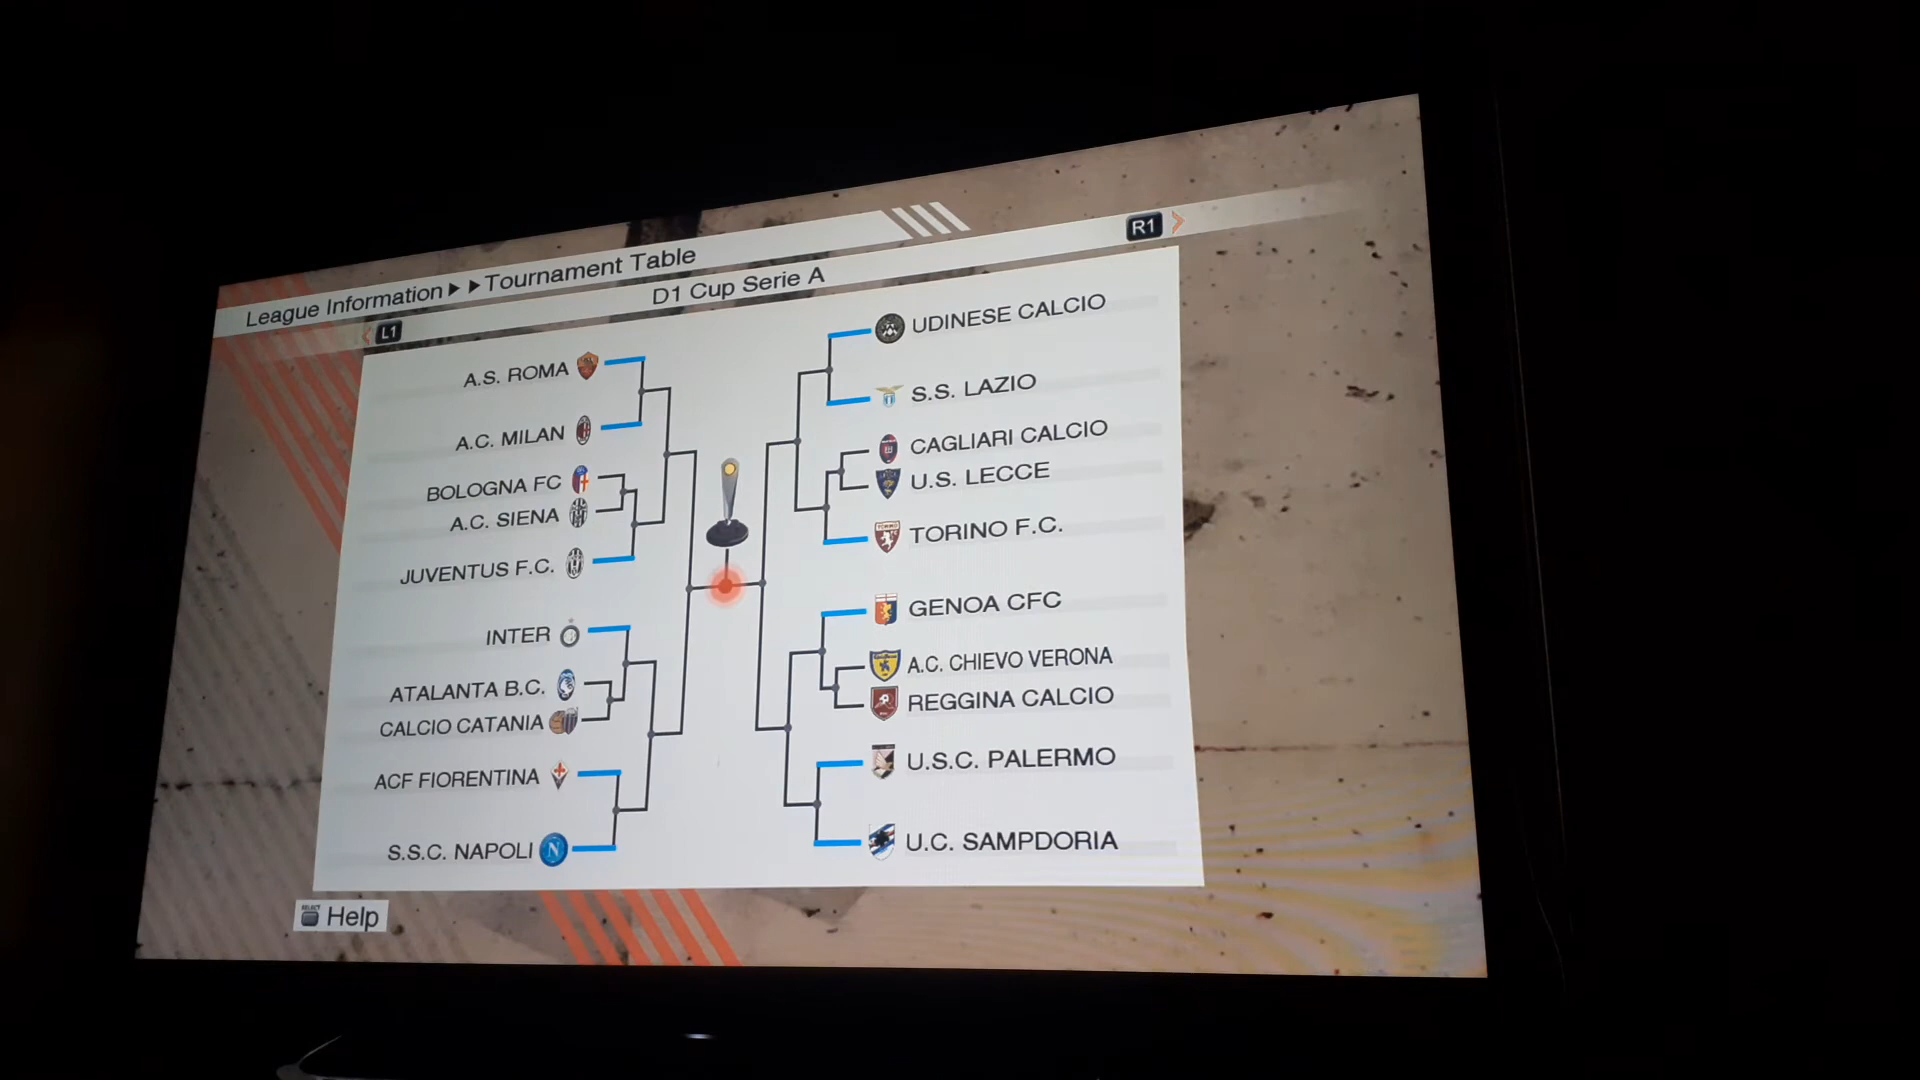 League Information ▶ ▶ Tournament Table
D1 Cup Serie A
L1
R1
A.S. ROMA
A.C. MILAN
BOLOGNA FC
A.C. SIENA
JUVENTUS F.C.
INTER
ATALANTA B.C.
CALCIO CATANIA
ACF FIORENTINA
S.S.C. NAPOLI
UDINESE CALCIO
S.S. LAZIO
CAGLIARI CALCIO
U.S. LECCE
TORINO F.C.
GENOA CFC
A.C. CHIEVO VERONA
REGGINA CALCIO
U.S.C. PALERMO
U.C. SAMPDORIA
SELECT
Help